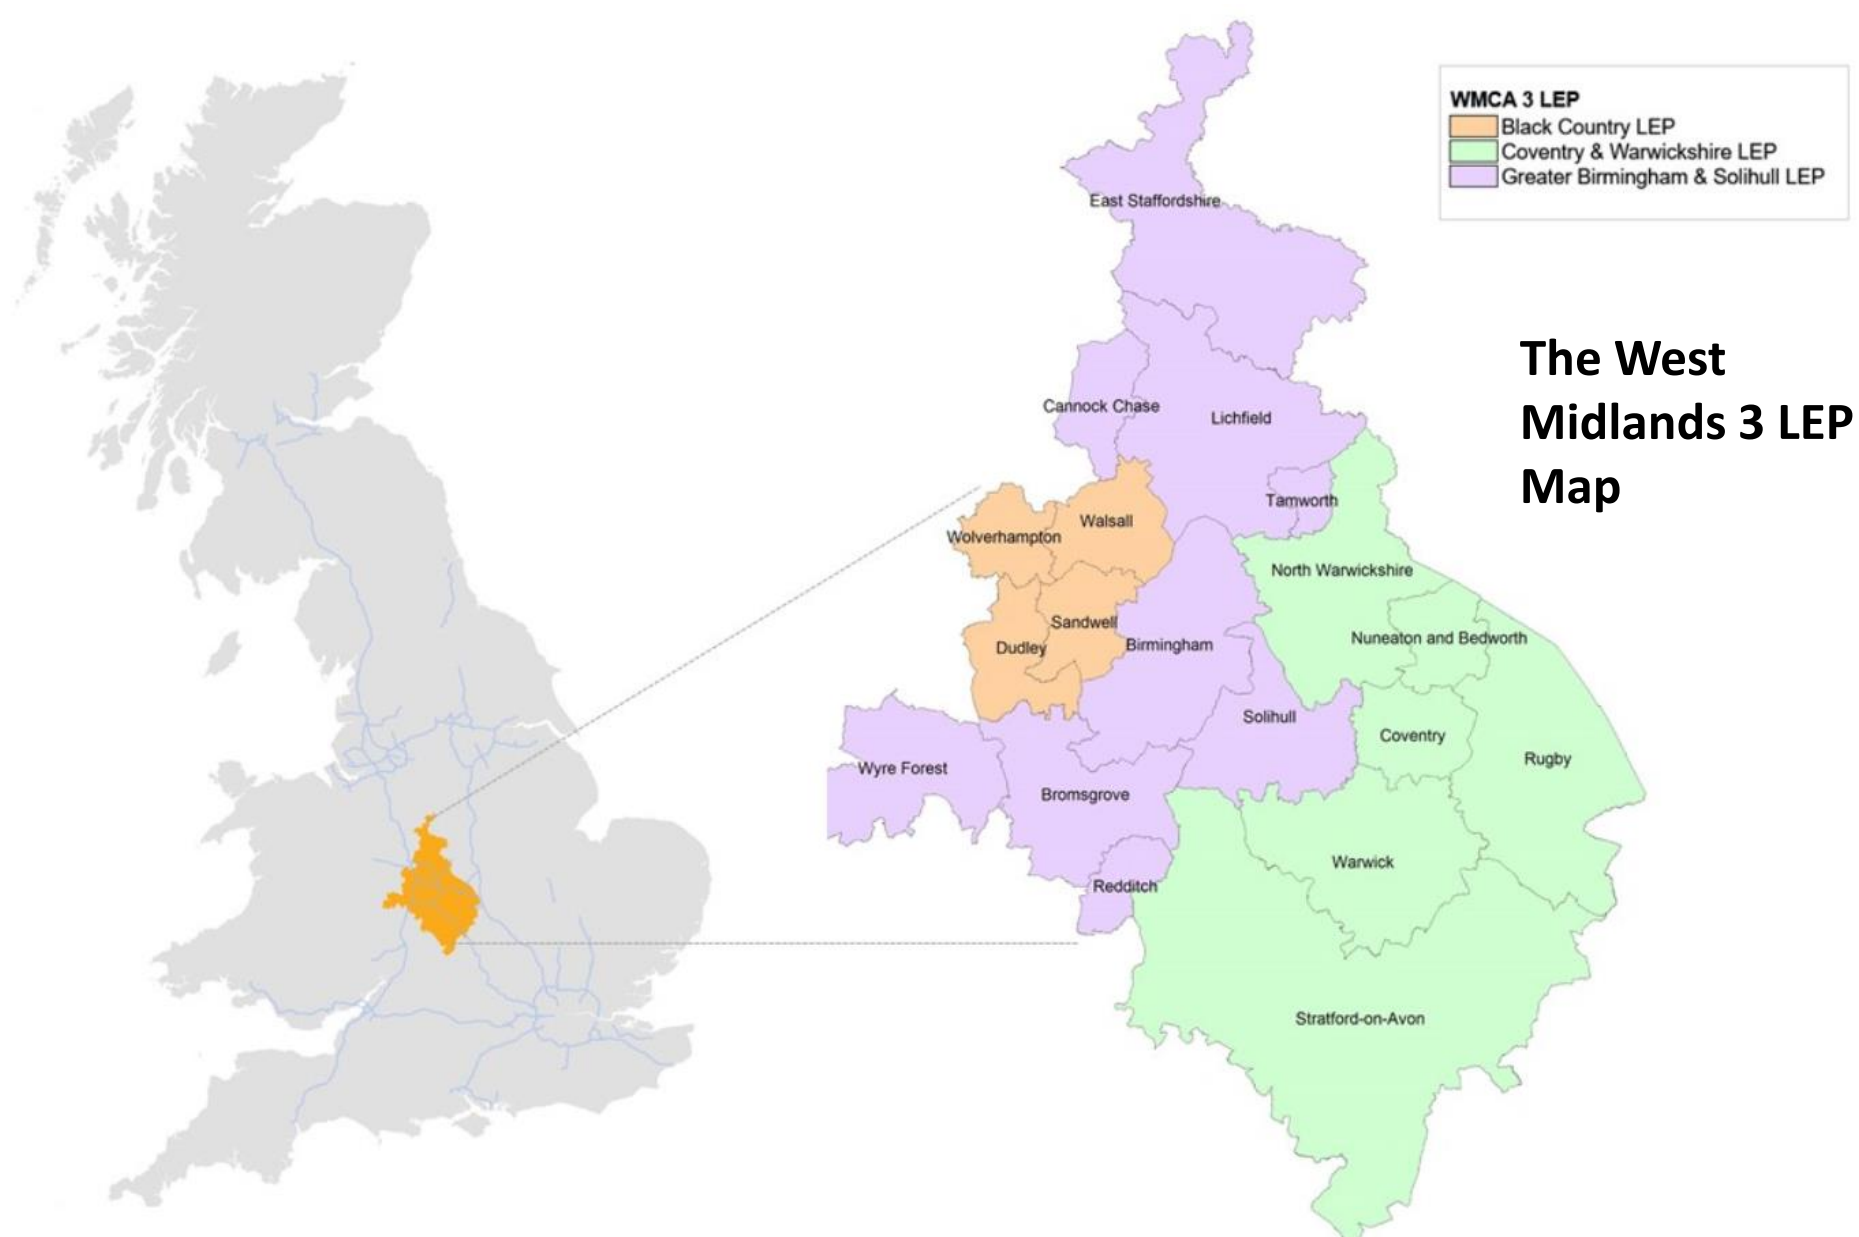 WMCA 3 LEP
Black Country LEP
Coventry & Warwickshire LEP
Greater Birmingham & Solihull LEP
The West
Midlands 3 LEP
Map
East Staffordshire
Cannock Chase
Lichfield
Tamworth
Walsall
Wolverhampton
North Warwickshire
Sandwell
Dudley
Birmingham
Nuneaton and Bedworth
Solihull
Coventry
Rugby
Wyre Forest
Bromsgrove
Warwick
Redditch
Stratford-on-Avon